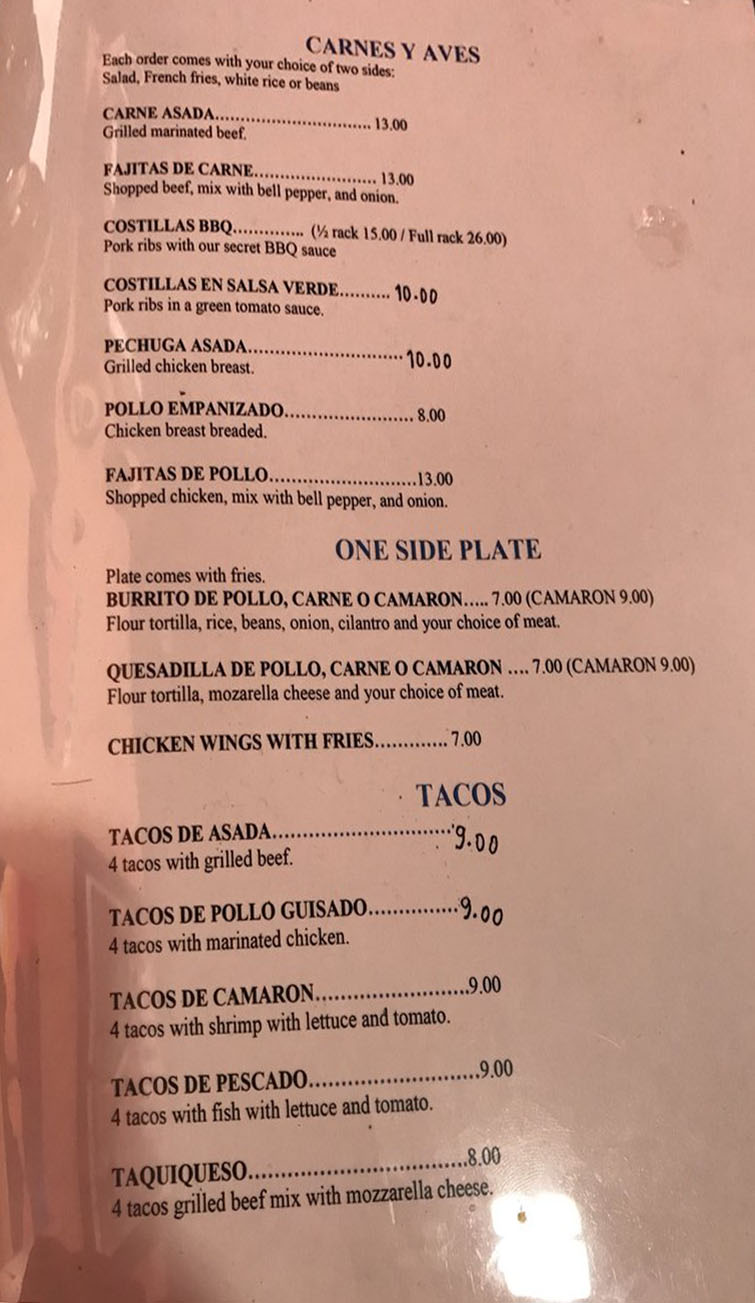 CARNES Y AVES
Each order comes with your choice of two sides:
Salad, French fries, white rice or beans
CARNE ASADA.............................. 13.00
Grilled marinated beef.
FAJITAS DE CARNE........................ 13.00
Shopped beef, mix with bell pepper, and onion.
COSTILLAS BBQ.............. (½ rack 15.00 / Full rack 26.00)
Pork ribs with our secret BBQ sauce
COSTILLAS EN SALSA VERDE.......... 10.00
Pork ribs in a green tomato sauce.
PECHUGA ASADA.............................. 10.00
Grilled chicken breast.
POLLO EMPANIZADO........................ 8.00
Chicken breast breaded.
FAJITAS DE POLLO...........................13.00
Shopped chicken, mix with bell pepper, and onion.
ONE SIDE PLATE
Plate comes with fries.
BURRITO DE POLLO, CARNE O CAMARON..... 7.00 (CAMARON 9.00)
Flour tortilla, rice, beans, onion, cilantro and your choice of meat.
QUESADILLA DE POLLO, CARNE O CAMARON .... 7.00 (CAMARON 9.00)
Flour tortilla, mozarella cheese and your choice of meat.
CHICKEN WINGS WITH FRIES............. 7.00
TACOS
TACOS DE ASADA..............................9.00
4 tacos with grilled beef.
TACOS DE POLLO GUISADO...............9.00
4 tacos with marinated chicken.
TACOS DE CAMARON........................9.00
4 tacos with shrimp with lettuce and tomato.
TACOS DE PESCADO..........................9.00
4 tacos with fish with lettuce and tomato.
TAQUIQUESO.................................8.00
4 tacos grilled beef mix with mozzarella cheese.